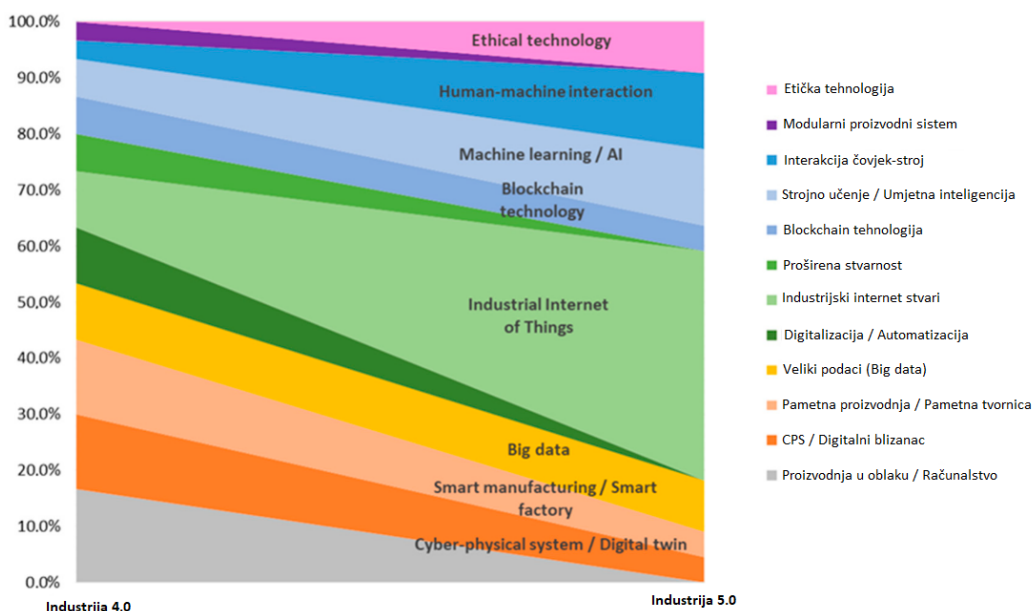 100.0%
90.0%
80.0%
70.0%
60.0%
50.0%
40.0%
30.0%
20.0%
10.0%
0.0%
Ethical technology
Human-machine interaction
Machine learning / AI
Blockchain
technology
Industrial Internet
of Things
Big data
Smart manufacturing / Smart
factory
Cyber-physical system / Digital twin
Industrija 4.0
Industrija 5.0
Etička tehnologija
Modularni proizvodni sistem
Interakcija čovjek-stroj
Strojno učenje / Umjetna inteligencija
Blockchain tehnologija
Proširena stvarnost
Industrijski internet stvari
Digitalizacija / Automatizacija
Veliki podaci (Big data)
Pametna proizvodnja / Pametna tvornica
CPS / Digitalni blizanac
Proizvodnja u oblaku / Računalstvo